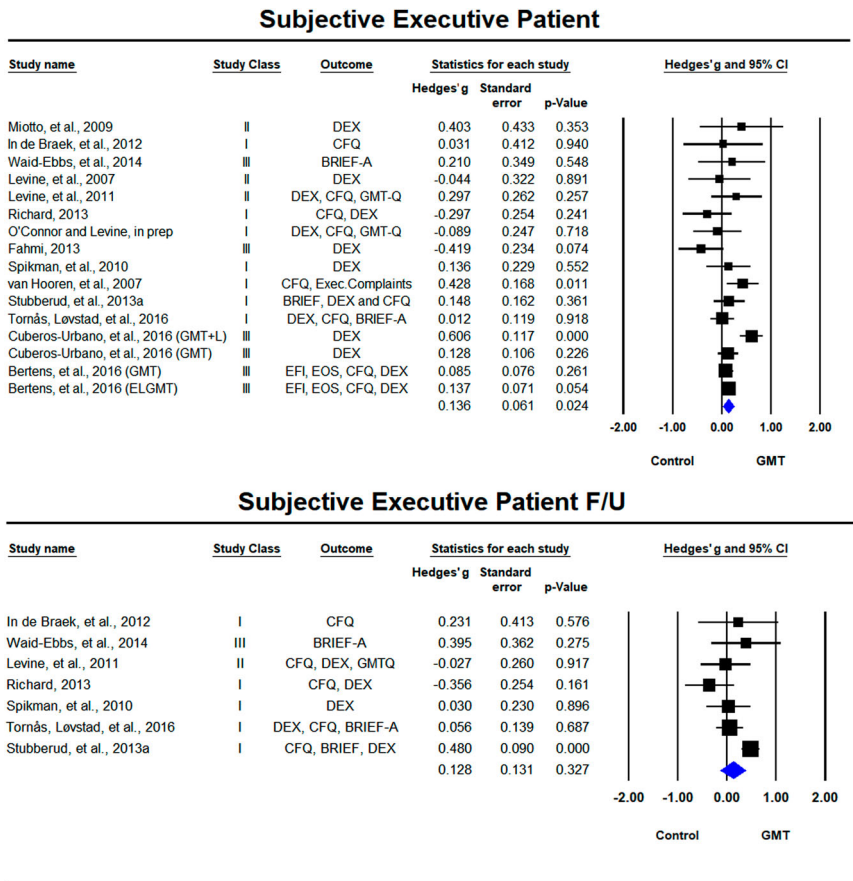 Subjective Executive Patient
Study name Study Class Outcome Statistics for each study Hedges'g and 95% CI
Hedges'g Standard error p-Value
Miotto, et al., 2009 II DEX 0.403 0.433 0.353
In de Braek, et al., 2012 I CFQ 0.031 0.412 0.940
Waid-Ebbs, et al., 2014 III BRIEF-A 0.210 0.349 0.548
Levine, et al., 2007 II DEX -0.044 0.322 0.891
Levine, et al., 2011 II DEX, CFQ, GMT-Q 0.297 0.262 0.257
Richard, 2013 I CFQ, DEX -0.297 0.254 0.241
O'Connor and Levine, in prep I DEX, CFQ, GMT-Q -0.089 0.247 0.718
Fahmi, 2013 III DEX -0.419 0.234 0.074
Spikman, et al., 2010 I DEX 0.136 0.229 0.552
van Hooren, et al., 2007 I CFQ, Exec.Complaints 0.428 0.168 0.011
Stubberud, et al., 2013a I BRIEF, DEX and CFQ 0.148 0.162 0.361
Tornås, Løvstad, et al., 2016 I DEX, CFQ, BRIEF-A 0.012 0.119 0.918
Cuberos-Urbano, et al., 2016 (GMT+L) III DEX 0.606 0.117 0.000
Cuberos-Urbano, et al., 2016 (GMT) III DEX 0.128 0.106 0.226
Bertens, et al., 2016 (GMT) III EFI, EOS, CFQ, DEX 0.085 0.076 0.261
Bertens, et al., 2016 (ELGMT) III EFI, EOS, CFQ, DEX 0.137 0.071 0.054
0.136 0.061 0.024
-2.00 -1.00 0.00 1.00 2.00
Control GMT
Subjective Executive Patient F/U
Study name Study Class Outcome Statistics for each study Hedges'g and 95% CI
Hedges'g Standard error p-Value
In de Braek, et al., 2012 I CFQ 0.231 0.413 0.576
Waid-Ebbs, et al., 2014 III BRIEF-A 0.395 0.362 0.275
Levine, et al., 2011 II CFQ, DEX, GMTQ -0.027 0.260 0.917
Richard, 2013 I CFQ, DEX -0.356 0.254 0.161
Spikman, et al., 2010 I DEX 0.030 0.230 0.896
Tornås, Løvstad, et al., 2016 I DEX, CFQ, BRIEF-A 0.056 0.139 0.687
Stubberud, et al., 2013a I CFQ, BRIEF, DEX 0.480 0.090 0.000
0.128 0.131 0.327
-2.00 -1.00 0.00 1.00 2.00
Control GMT